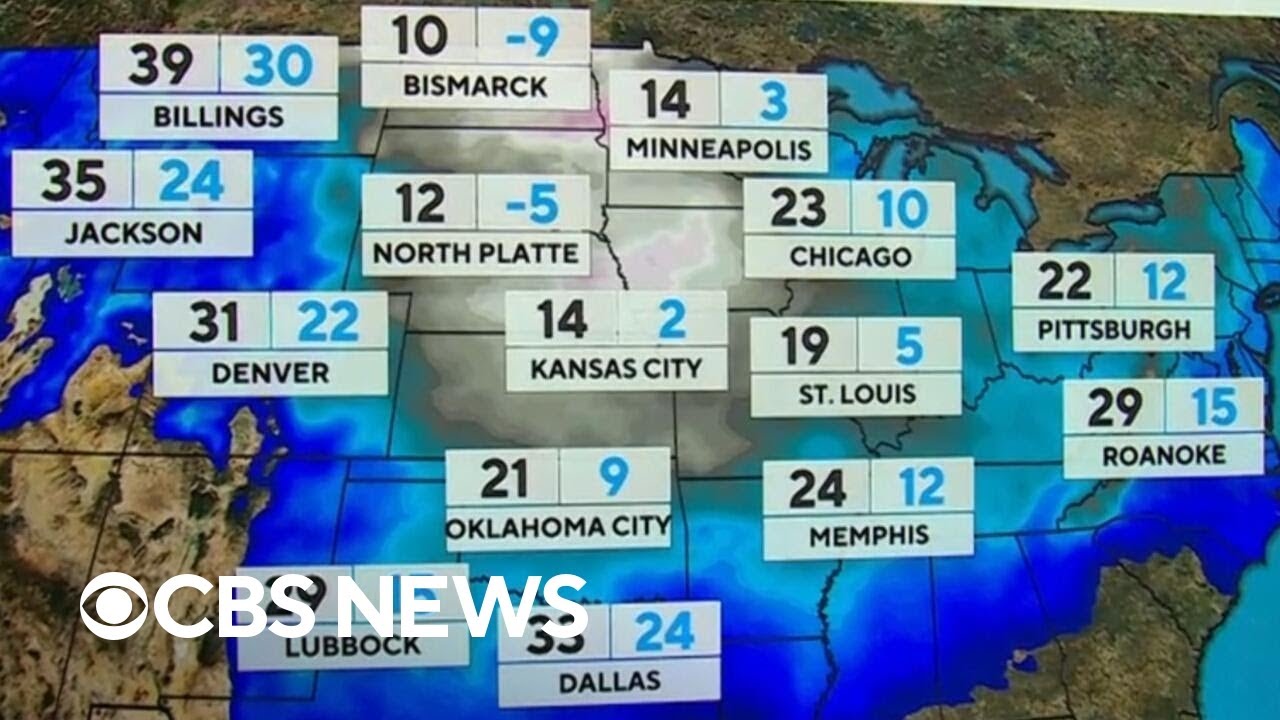 10 -9
BISMARCK
39 30
BILLINGS
14 3
MINNEAPOLIS
35 24
JACKSON
12 -5
NORTH PLATTE
23 10
CHICAGO
22 12
PITTSBURGH
31 22
DENVER
14 2
KANSAS CITY
19 5
ST. LOUIS
29 15
ROANOKE
21 9
OKLAHOMA CITY
24 12
MEMPHIS
CBS NEWS
29
LUBBOCK
33 24
DALLAS